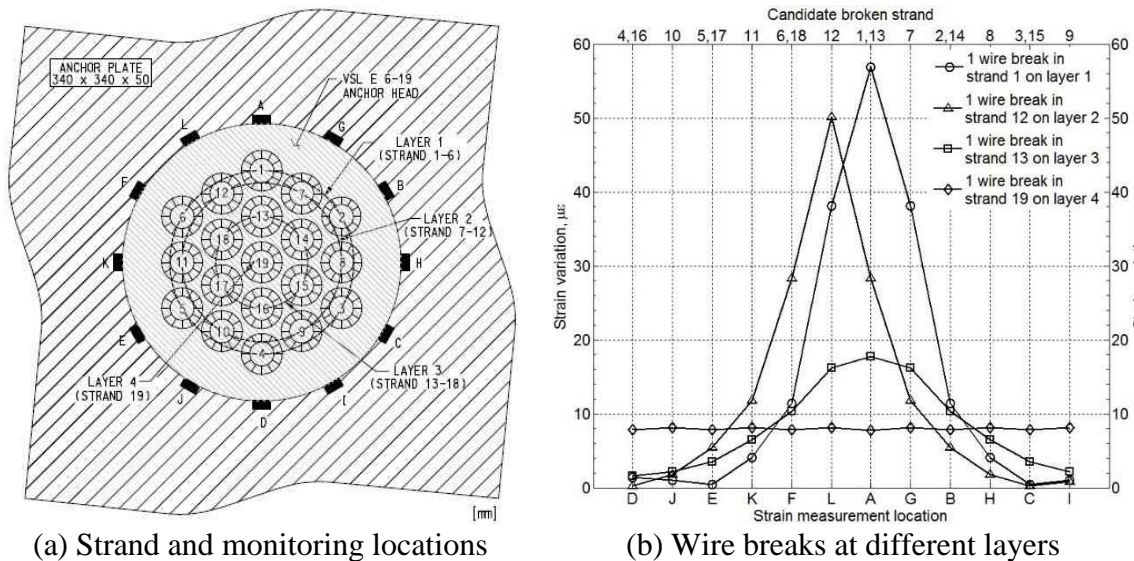 ANCHOR PLATE
340 x 340 x 50
VSL E 6-19
ANCHOR HEAD
A
G
L
LAYER 1
(STRAND 1-6)
B
F
1
12
7
6
2
13
LAYER 2
(STRAND 7-12)
18
14
K
11
19
8
H
17
15
5
3
16
10
9
E
C
4
LAYER 4
(STRAND 19)
LAYER 3
(STRAND 13-18)
J
I
D
[mm]
(a) Strand and monitoring locations
Candidate broken strand
4,16 10 5,17 11 6,18 12 1,13 7 2,14 8 3,15 9
60 60
50 50
40
30 30
20 20
10 10
0 0
Strain variation, με
1 wire break in
strand 1 on layer 1
1 wire break in
strand 12 on layer 2
1 wire break in
strand 13 on layer 3
1 wire break in
strand 19 on layer 4
D J E K F L A G B H C I
Strain measurement location
(b) Wire breaks at different layers